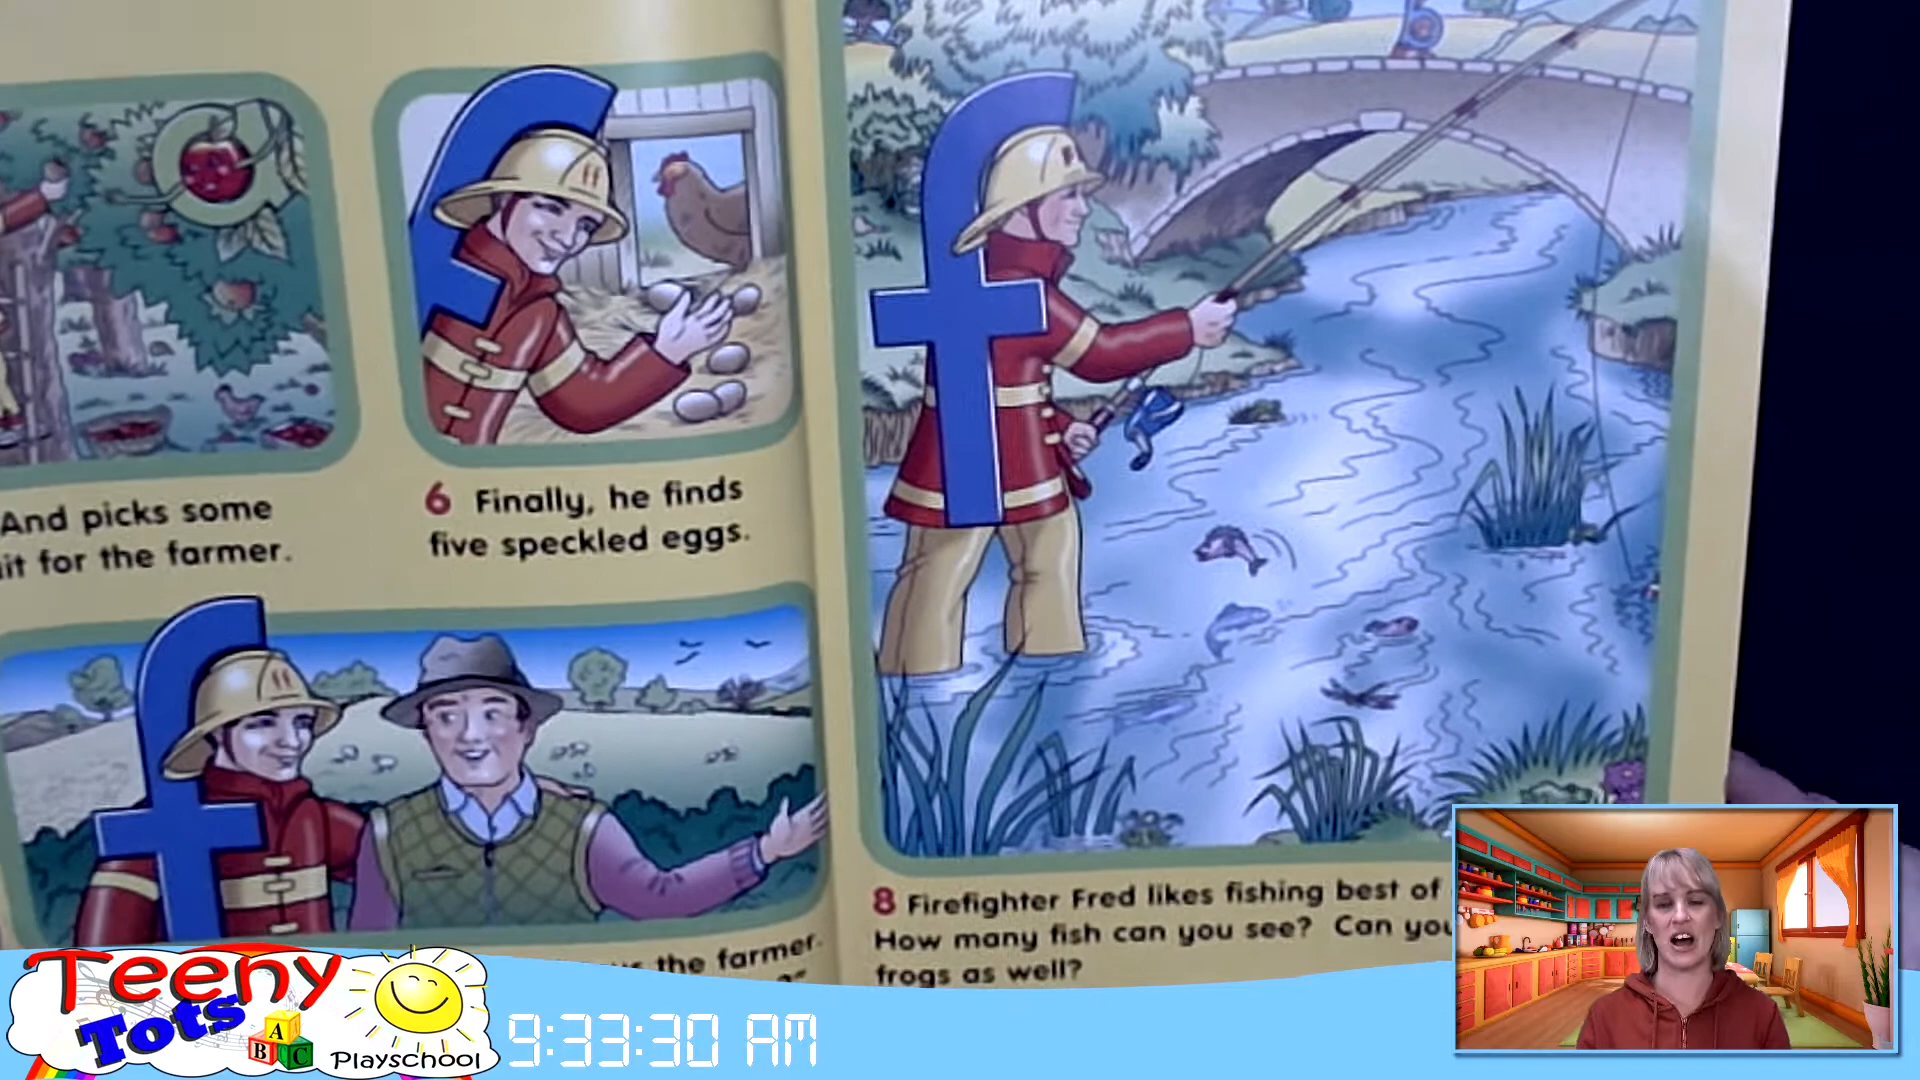 And picks some
it for the farmer.
6 Finally, he finds
five speckled eggs.
the farmer.
8 Firefighter Fred likes fishing best of
How many fish can you see? Can you
frogs as well?
Teeny
Tots
A
B C
Playschool
9:33:30 AM